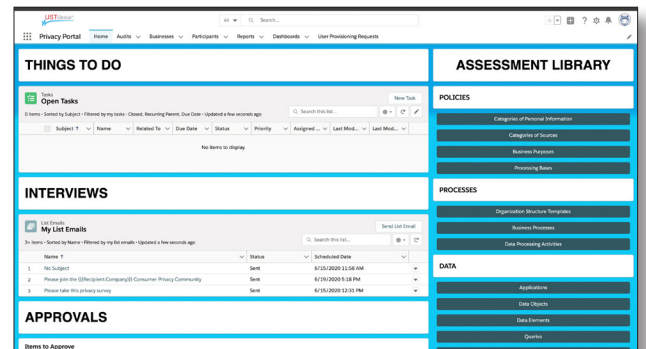 USTGlobal
All
Search...
Privacy Portal
Home
Audits
Businesses
Participants
Reports
Dashboards
User Provisioning Requests
THINGS TO DO
Tasks
Open Tasks
New Task
0 items • Sorted by Subject • Filtered by my tasks - Closed, Recurring Parent, Due Date • Updated a few seconds ago
Search this list...
Subject ↑
Name
Related To
Due Date
Status
Priority
Assigned ...
Last Mod...
Last Mod...
No items to display.
INTERVIEWS
List Emails
My List Emails
Send List Email
3+ items • Sorted by Name • Filtered by my list emails • Updated a few seconds ago
Search this list...
Name ↑
Status
Scheduled Date
1 No Subject Sent 6/15/2020 11:58 AM
2 Please join the {{{Recipient.Company}}} Consumer Privacy Community Sent 6/19/2020 5:18 PM
3 Please take this privacy survey Sent 6/15/2020 12:31 PM
APPROVALS
Items to Approve
ASSESSMENT LIBRARY
POLICIES
Categories of Personal Information
Categories of Sources
Business Purposes
Processing Bases
PROCESSES
Organization Structure Templates
Business Processes
Data Processing Activities
DATA
Applications
Data Objects
Data Elements
Queries